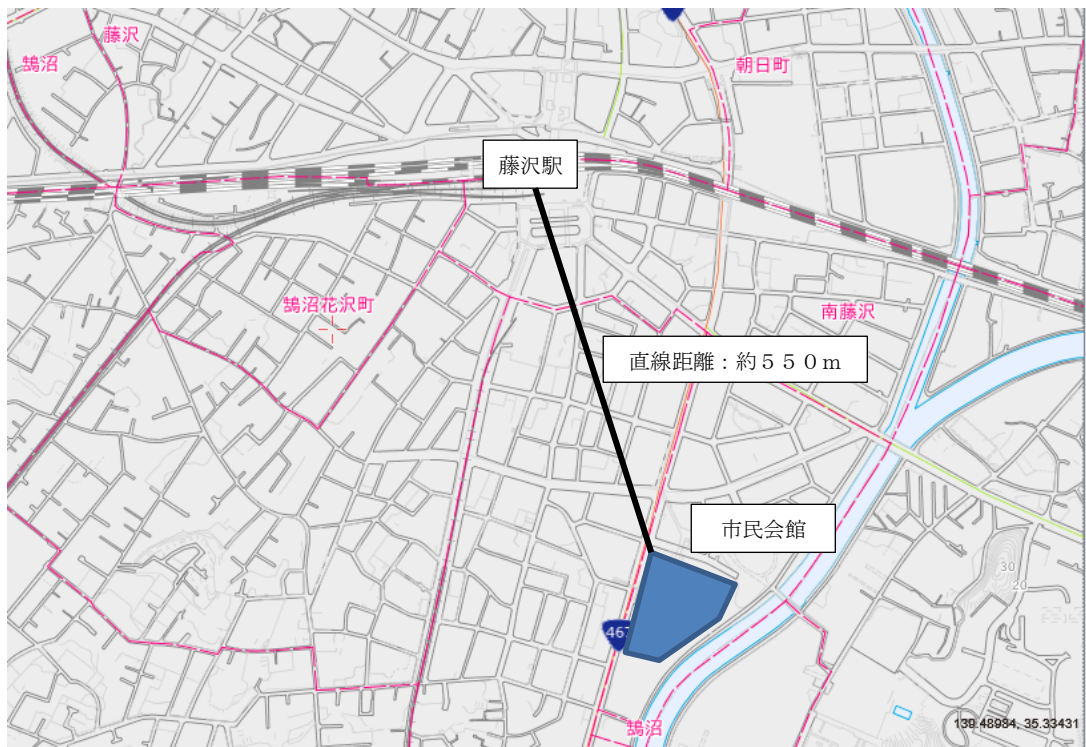 藤沢
鵠沼
朝日町
藤沢駅
鵠沼花沢町
南藤沢
直線距離：約５５０ｍ
市民会館
30
20
467
鵠沼
139.48984, 35.33431